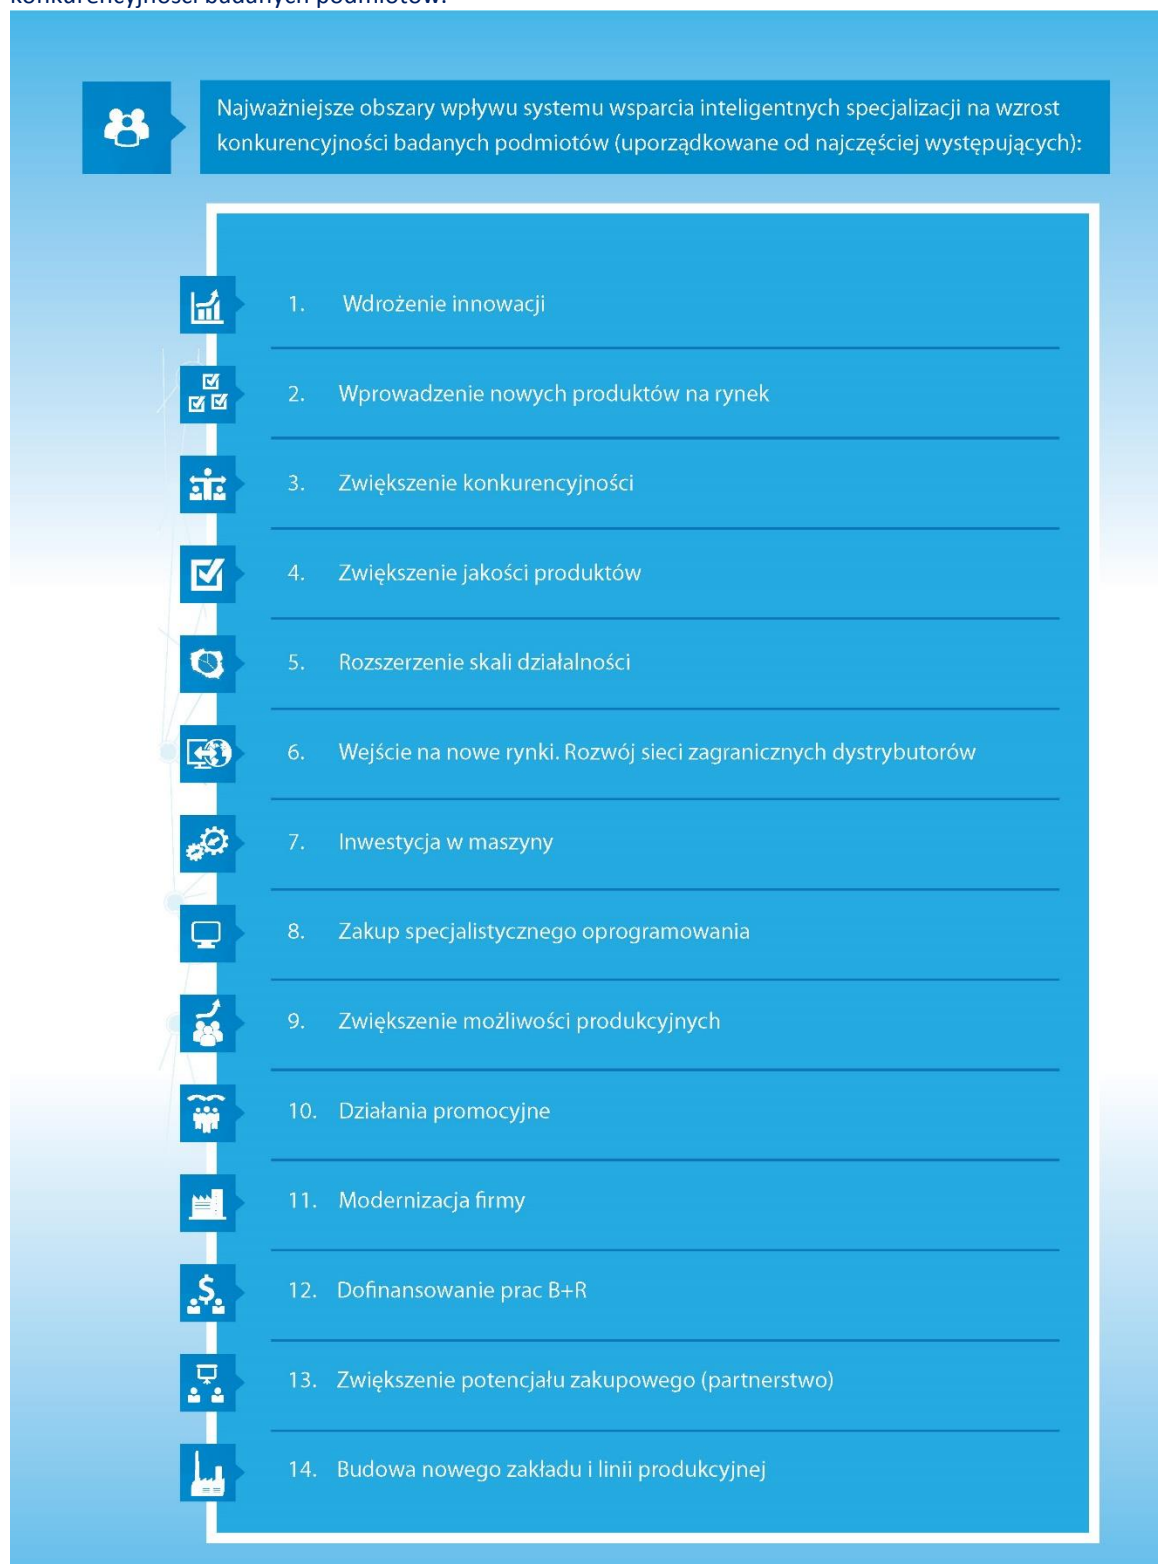 konkurencyjności badanych podmiotów.
Najważniejsze obszary wpływu systemu wsparcia inteligentnych specjalizacji na wzrost
konkurencyjności badanych podmiotów (uporządkowane od najczęściej występujących):
1. Wdrożenie innowacji
2. Wprowadzenie nowych produktów na rynek
3. Zwiększenie konkurencyjności
4. Zwiększenie jakości produktów
5. Rozszerzenie skali działalności
6. Wejście na nowe rynki. Rozwój sieci zagranicznych dystrybutorów
7. Inwestycja w maszyny
8. Zakup specjalistycznego oprogramowania
9. Zwiększenie możliwości produkcyjnych
10. Działania promocyjne
11. Modernizacja firmy
12. Dofinansowanie prac B+R
13. Zwiększenie potencjału zakupowego (partnerstwo)
14. Budowa nowego zakładu i linii produkcyjnej